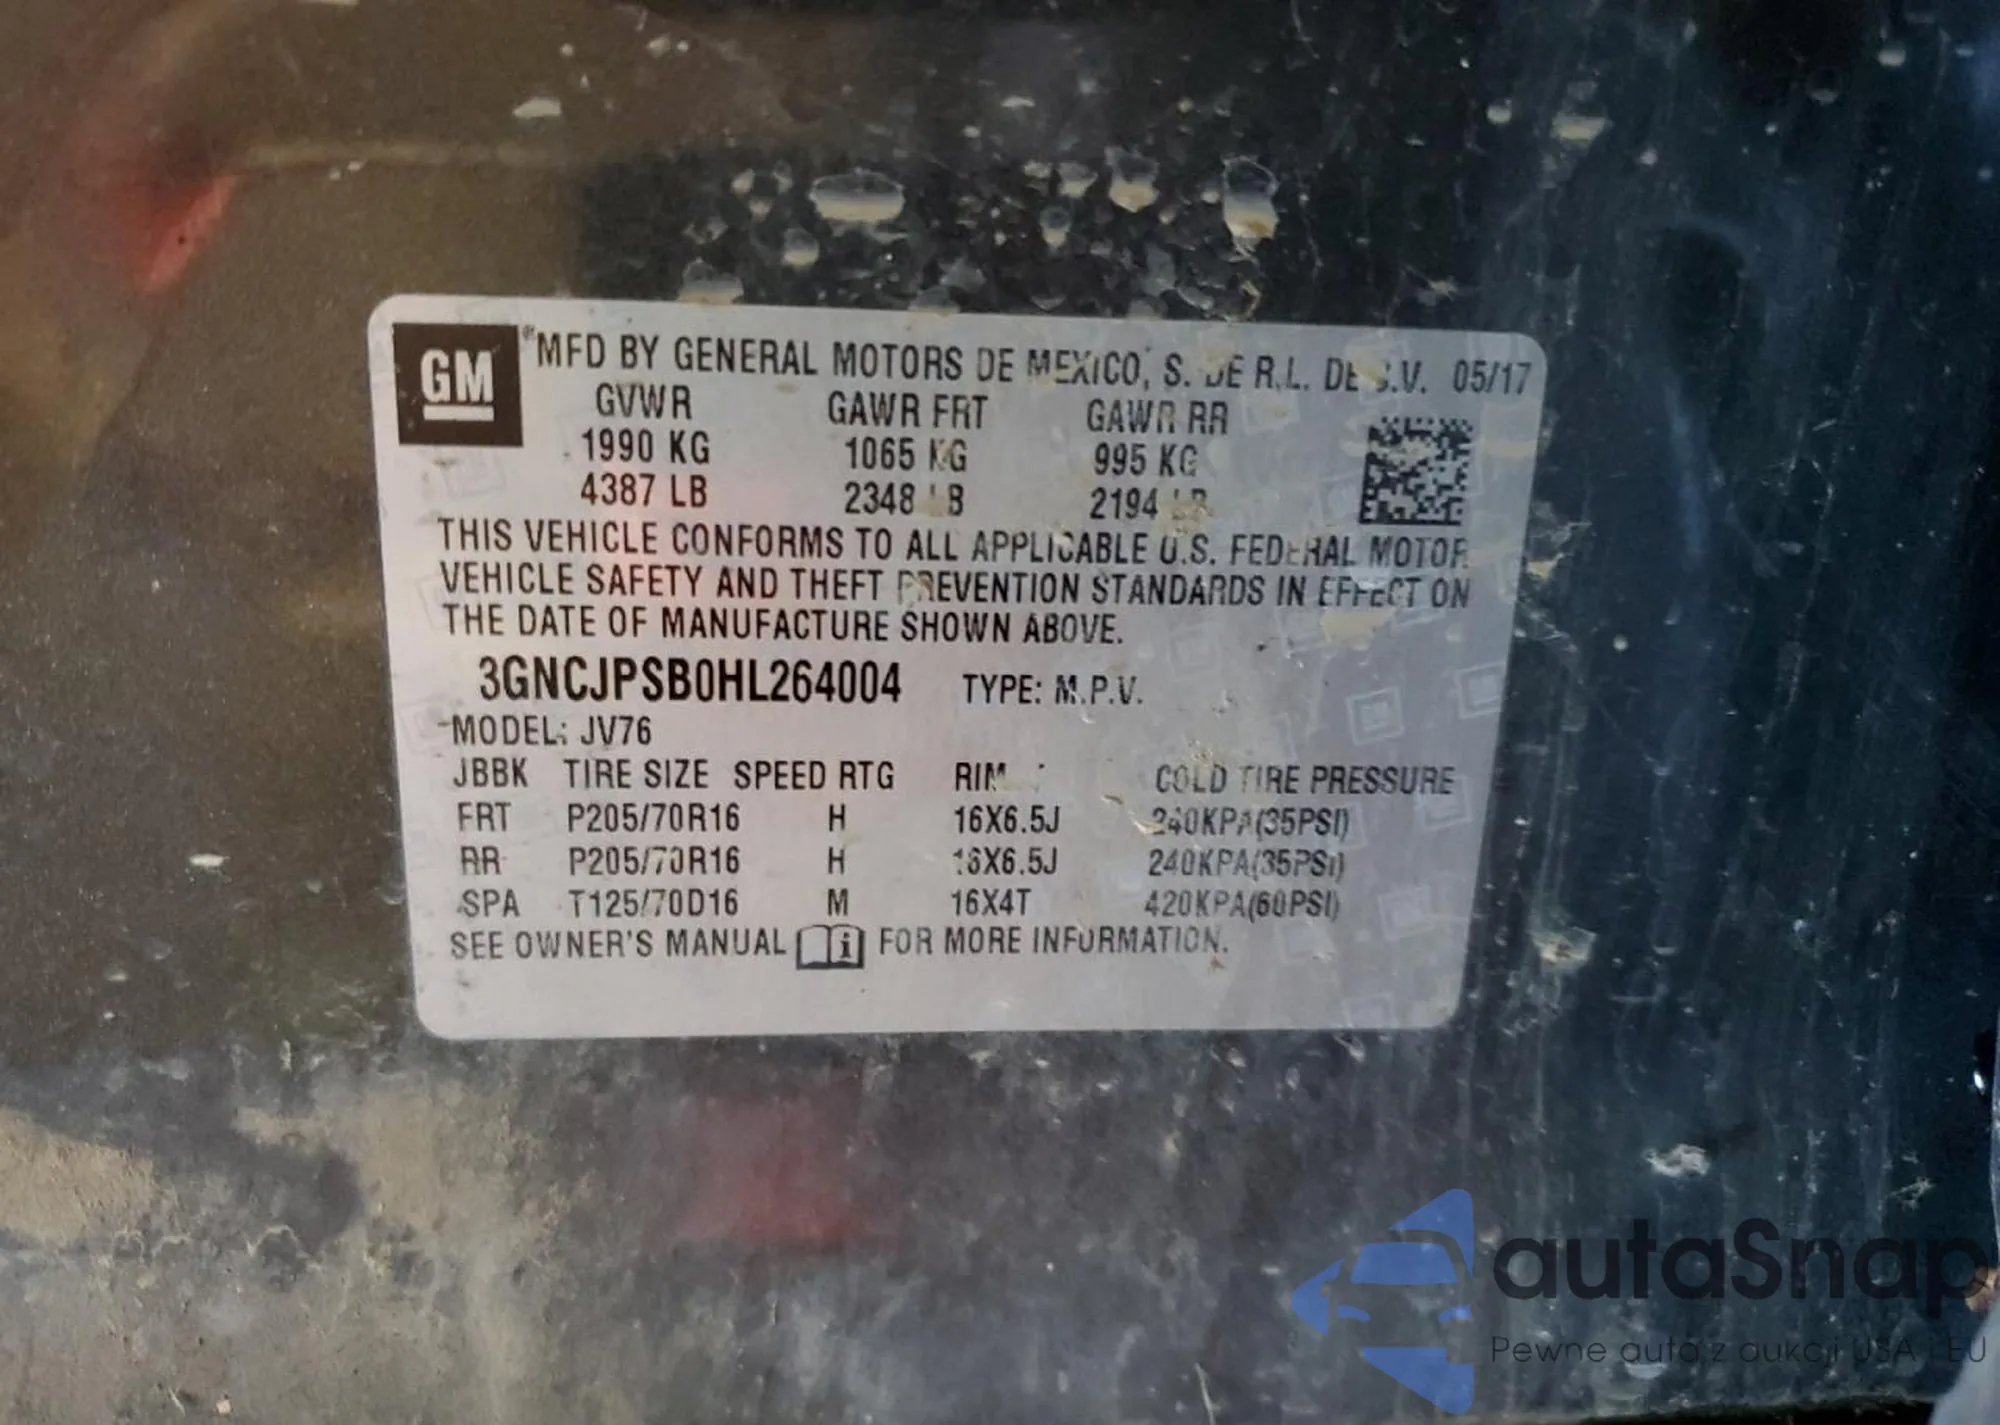 GM
MFD BY GENERAL MOTORS DE MEXICO, S. DE R.L. DE C.V. 05/17
GVWR GAWR FRT GAWR RR
1990 KG 1065 KG 995 KG
4387 LB 2348 LB 2194 LB
THIS VEHICLE CONFORMS TO ALL APPLICABLE U.S. FEDERAL MOTOR
VEHICLE SAFETY AND THEFT PREVENTION STANDARDS IN EFFECT ON
THE DATE OF MANUFACTURE SHOWN ABOVE.
3GNCJPSB0HL264004 TYPE: M.P.V.
MODEL: JV76
JBBK TIRE SIZE SPEED RTG RIM COLD TIRE PRESSURE
FRT P205/70R16 H 16X6.5J 240KPA(35PSI)
RR P205/70R16 H 16X6.5J 240KPA(35PSI)
SPA T125/70D16 M 16X4T 420KPA(60PSI)
SEE OWNER'S MANUAL FOR MORE INFORMATION.
autaSnap
Pewne auta z aukcji USA i EU